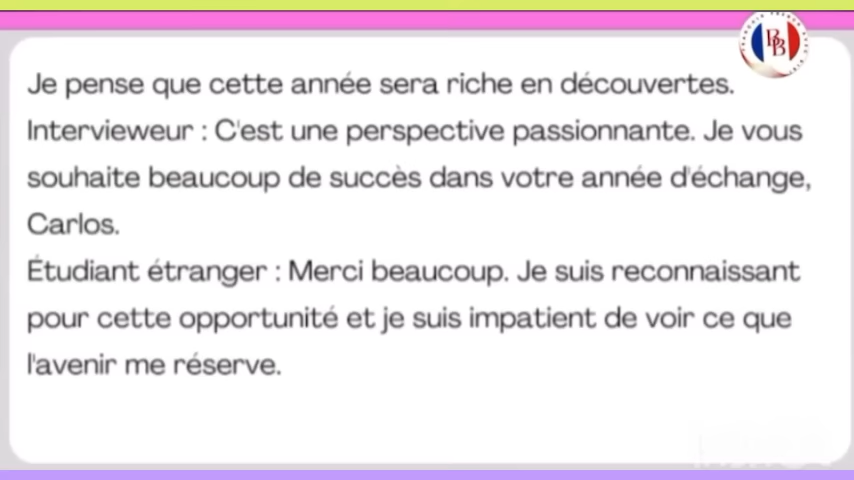 Je pense que cette année sera riche en découvertes.
Intervieweur : C'est une perspective passionnante. Je vous
souhaite beaucoup de succès dans votre année d'échange,
Carlos.
Étudiant étranger : Merci beaucoup. Je suis reconnaissant
pour cette opportunité et je suis impatient de voir ce que
l'avenir me réserve.